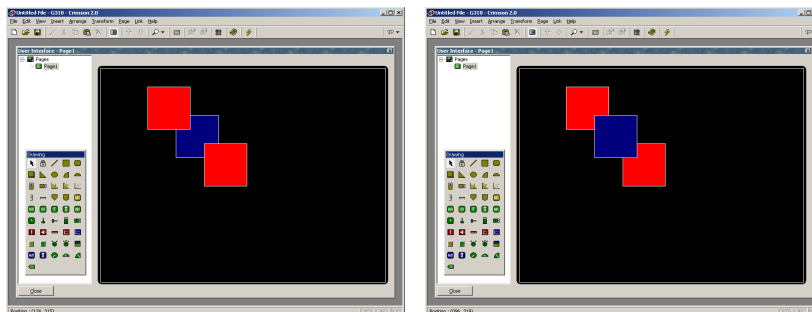 Untitled File - G310 - Crimson 2.0
File Edit View Insert Arrange Transform Page Link Help
User Interface - Page1
Pages
Page1
Drawing
Close
Untitled File - G310 - Crimson 2.0
File Edit View Insert Arrange Transform Page Link Help
User Interface - Page1
Pages
Page1
Drawing
Close